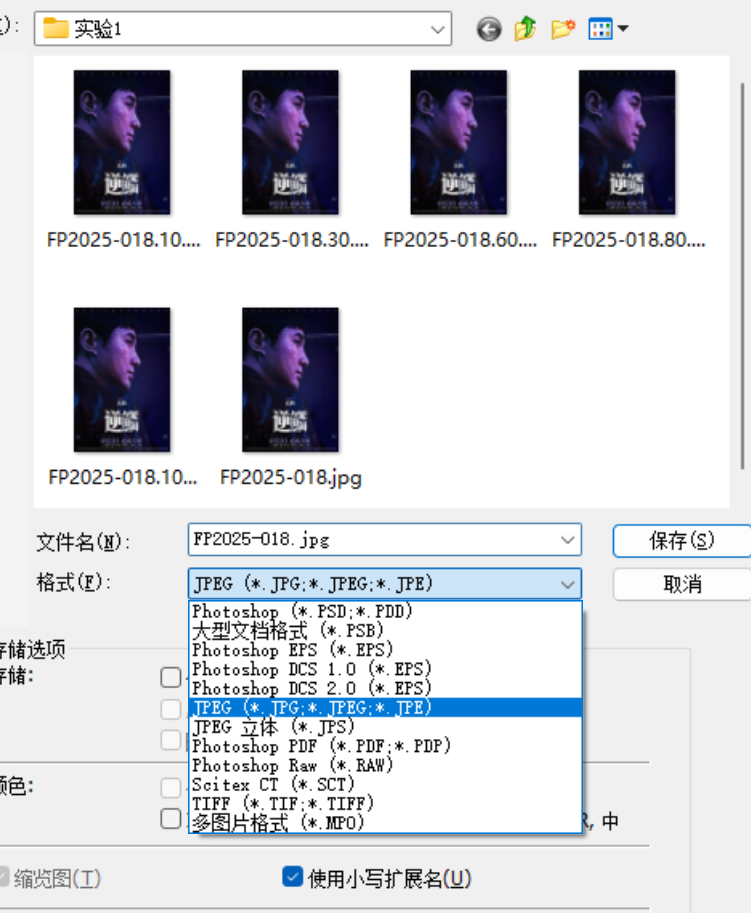 ):
实验1
FP2025-018.10.... FP2025-018.30.... FP2025-018.60.... FP2025-018.80....
FP2025-018.10... FP2025-018.jpg
文件名(N):
FP2025-018.jpg
保存(S)
格式(F):
JPEG (*.JPG;*.JPEG;*.JPE)
取消
Photoshop (*.PSD;*.PDD)
大型文档格式 (*.PSB)
Photoshop EPS (*.EPS)
Photoshop DCS 1.0 (*.EPS)
Photoshop DCS 2.0 (*.EPS)
JPEG (*.JPG;*.JPEG;*.JPE)
JPEG 立体 (*.JPS)
Photoshop PDF (*.PDF;*.PDP)
Photoshop Raw (*.RAW)
Scitex CT (*.SCT)
TIFF (*.TIF;*.TIFF)
多图片格式 (*.MPO)
存储选项
存储:
颜色:
, 中
缩览图(T)
使用小写扩展名(U)